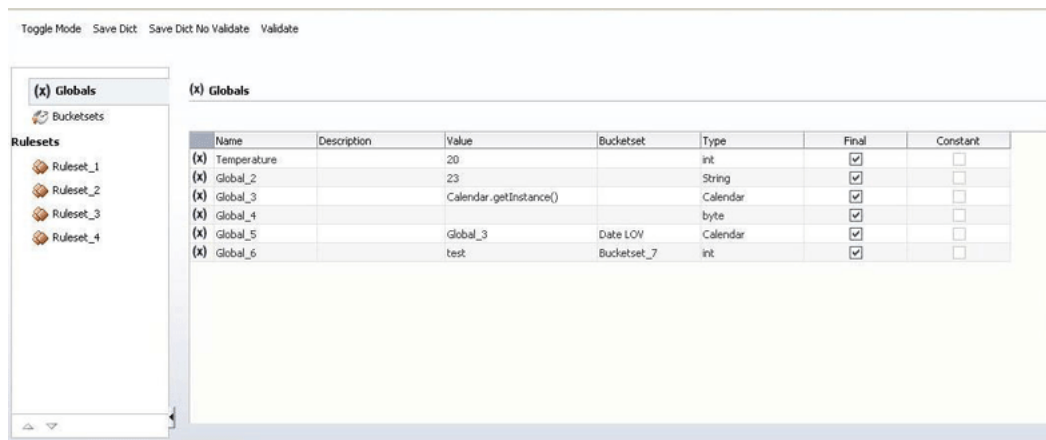 Toggle Mode Save Dict Save Dict No Validate Validate
(x) Globals
Bucketsets
Rulesets
Ruleset_1
Ruleset_2
Ruleset_3
Ruleset_4
(x) Globals
Name Description Value Bucketset Type Final Constant
(x) Temperature 20 int
(x) Global_2 23 String
(x) Global_3 Calendar.getInstance() Calendar
(x) Global_4 byte
(x) Global_5 Global_3 Date LOV Calendar
(x) Global_6 test Bucketset_7 int